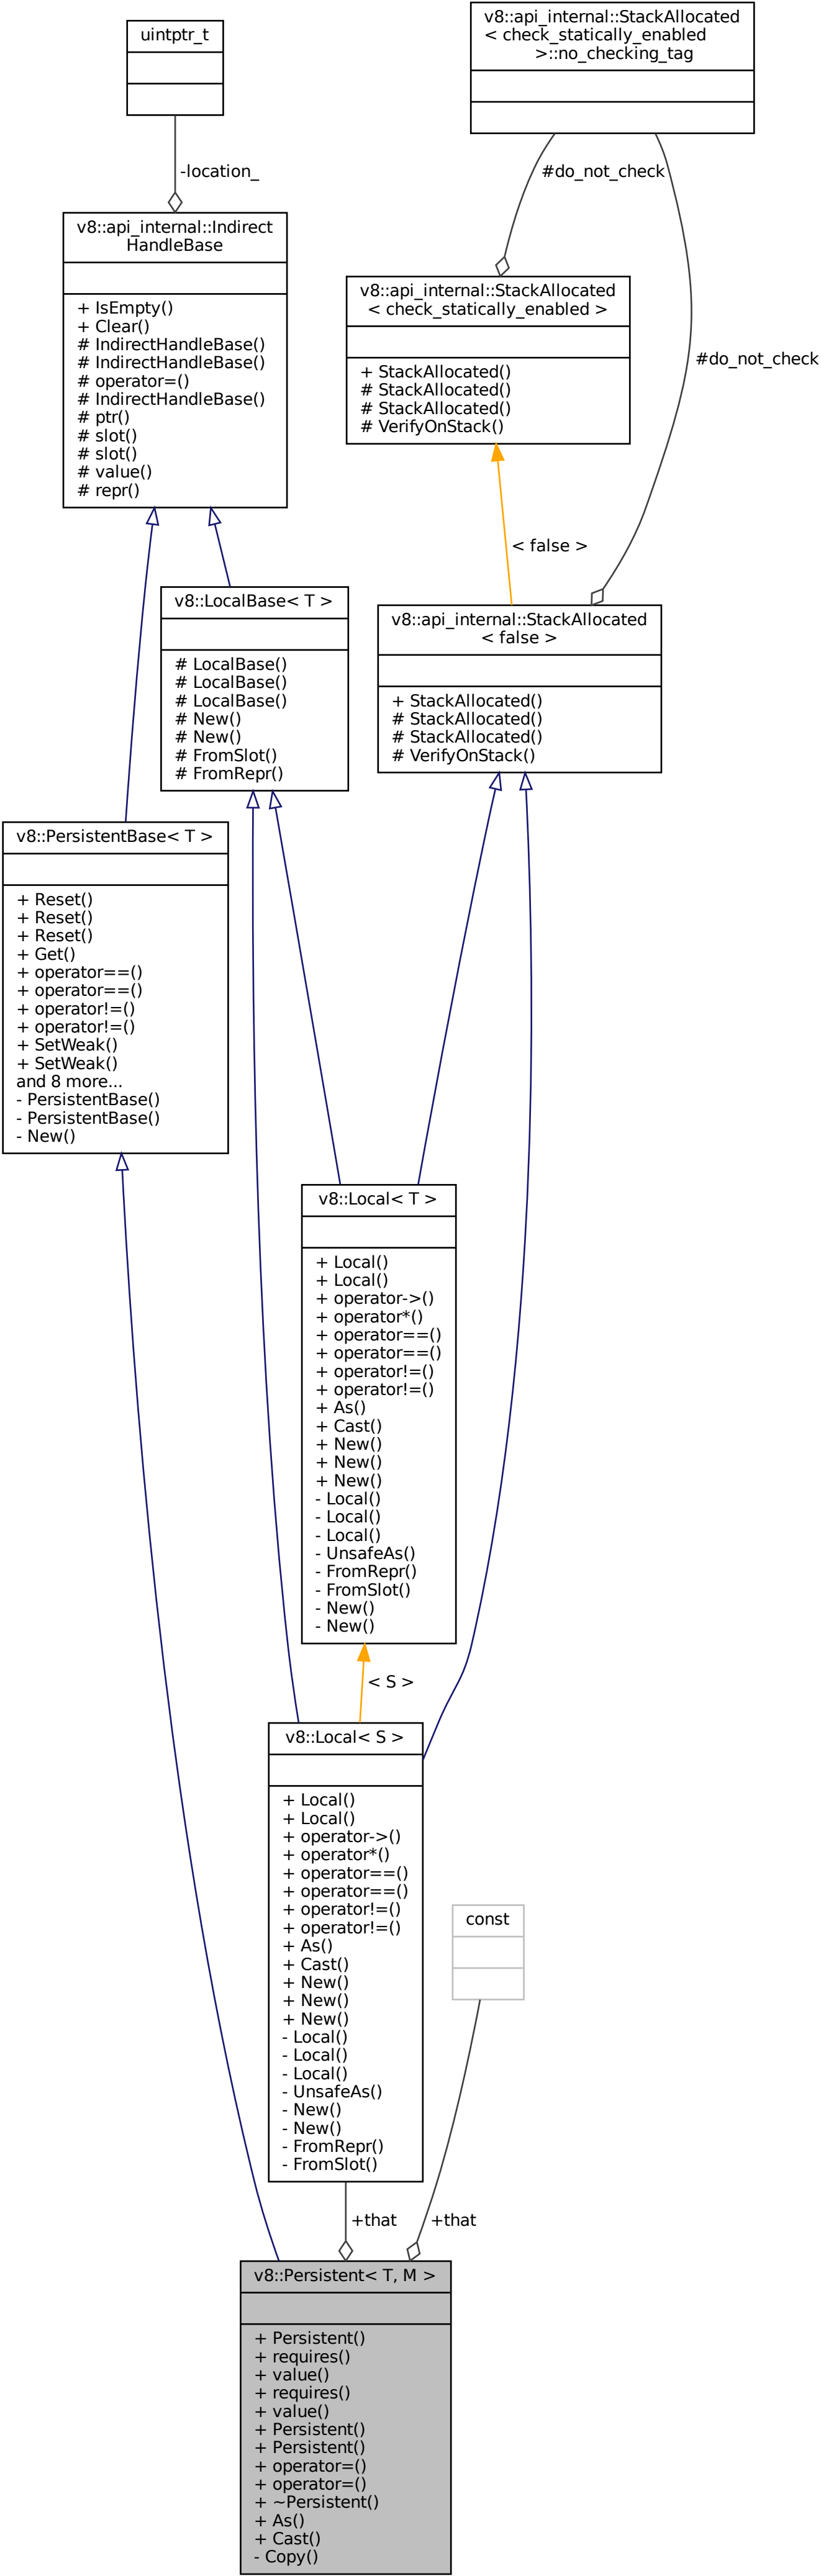 v8::api_internal::StackAllocated
< check_statically_enabled
>::no_checking_tag
uintptr_t
-location_
#do_not_check
v8::api_internal::Indirect
HandleBase
+ IsEmpty()
+ Clear()
# IndirectHandleBase()
# IndirectHandleBase()
# operator=()
# IndirectHandleBase()
# ptr()
# slot()
# slot()
# value()
# repr()
v8::api_internal::StackAllocated
< check_statically_enabled >
+ StackAllocated()
# StackAllocated()
# StackAllocated()
# VerifyOnStack()
#do_not_check
< false >
v8::LocalBase< T >
# LocalBase()
# LocalBase()
# LocalBase()
# New()
# New()
# FromSlot()
# FromRepr()
v8::api_internal::StackAllocated
< false >
+ StackAllocated()
# StackAllocated()
# StackAllocated()
# VerifyOnStack()
v8::PersistentBase< T >
+ Reset()
+ Reset()
+ Reset()
+ Get()
+ operator==()
+ operator==()
+ operator!=()
+ operator!=()
+ SetWeak()
+ SetWeak()
and 8 more...
- PersistentBase()
- PersistentBase()
- New()
v8::Local< T >
+ Local()
+ Local()
+ operator->()
+ operator*()
+ operator==()
+ operator==()
+ operator!=()
+ operator!=()
+ As()
+ Cast()
+ New()
+ New()
+ New()
- Local()
- Local()
- Local()
- UnsafeAs()
- FromRepr()
- FromSlot()
- New()
- New()
< S >
v8::Local< S >
+ Local()
+ Local()
+ operator->()
+ operator*()
+ operator==()
+ operator==()
+ operator!=()
+ operator!=()
+ As()
+ Cast()
+ New()
+ New()
+ New()
- Local()
- Local()
- Local()
- UnsafeAs()
- New()
- New()
- FromRepr()
- FromSlot()
const
+that
+that
v8::Persistent< T, M >
+ Persistent()
+ requires()
+ value()
+ requires()
+ value()
+ Persistent()
+ Persistent()
+ operator=()
+ operator=()
+ ~Persistent()
+ As()
+ Cast()
- Copy()